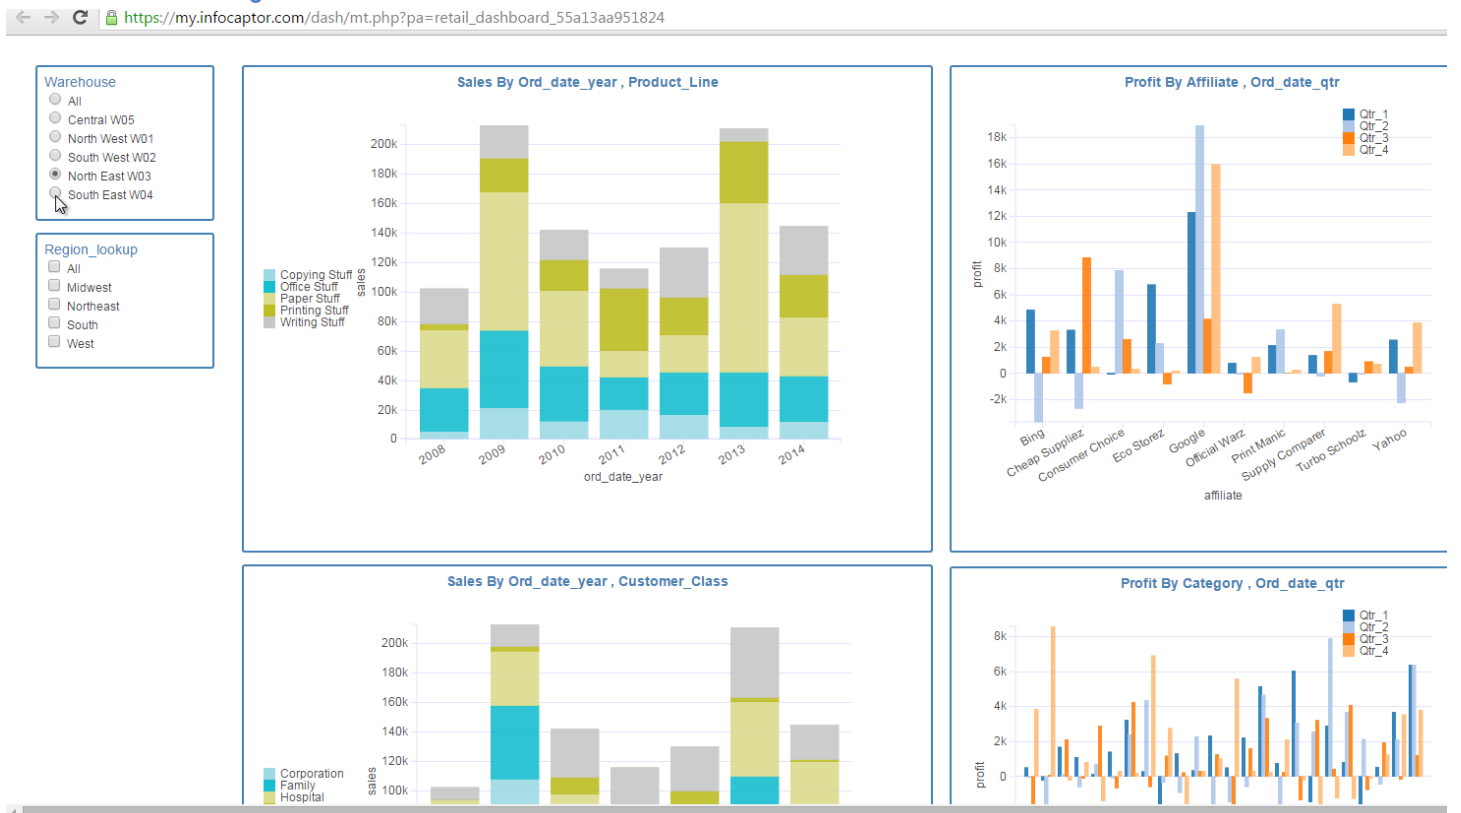 https://my.infocaptor.com/dash/mt.php?pa=retail_dashboard_55a13aa951824
Warehouse
All
Central W05
North West W01
South West W02
North East W03
South East W04
Region_lookup
All
Midwest
Northeast
South
West
Sales By Ord_date_year , Product_Line
200k
180k
160k
140k
120k
100k
80k
60k
40k
20k
0
sales
Copying Stuff
Office Stuff
Paper Stuff
Printing Stuff
Writing Stuff
2008
2009
2010
2011
2012
2013
2014
ord_date_year
Profit By Affiliate , Ord_date_qtr
Qtr_1
Qtr_2
Qtr_3
Qtr_4
18k
16k
14k
12k
10k
8k
6k
4k
2k
0
-2k
profit
Bing
Cheap Suppliez
Consumer Choice
Eco Storez
Google
Official Warz
Print Manic
Supply Comparer
Turbo Schoolz
Yahoo
affiliate
Sales By Ord_date_year , Customer_Class
200k
180k
160k
140k
120k
100k
sales
Corporation
Family
Hospital
Profit By Category , Ord_date_qtr
Qtr_1
Qtr_2
Qtr_3
Qtr_4
8k
6k
4k
2k
0
profit